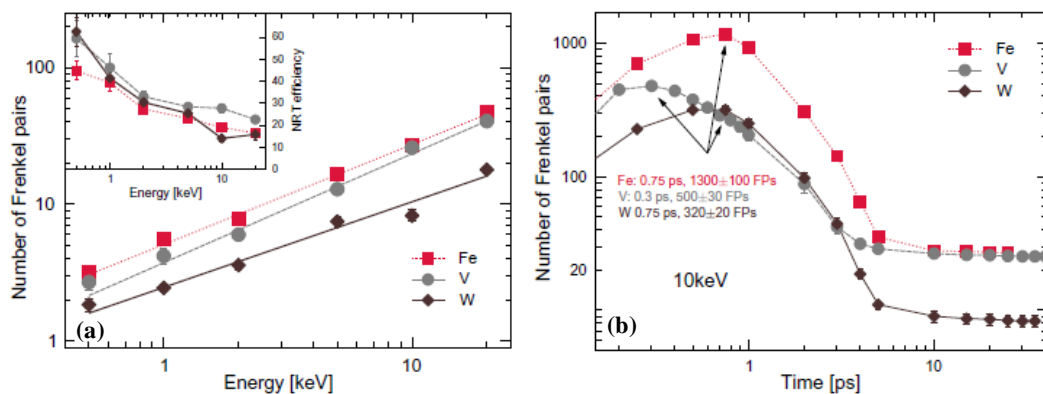 100
10
1
Number of Frenkel pairs
60
50
40
30
20
10
0
NRT efficiency
1
10
Energy [keV]
Fe
V
W
(a)
1
10
Energy [keV]
1000
100
20
Number of Frenkel pairs
Fe
V
W
Fe: 0.75 ps, 1300±100 FPs
V: 0.3 ps, 500±30 FPs
W 0.75 ps, 320±20 FPs
10keV
(b)
1
10
Time [ps]